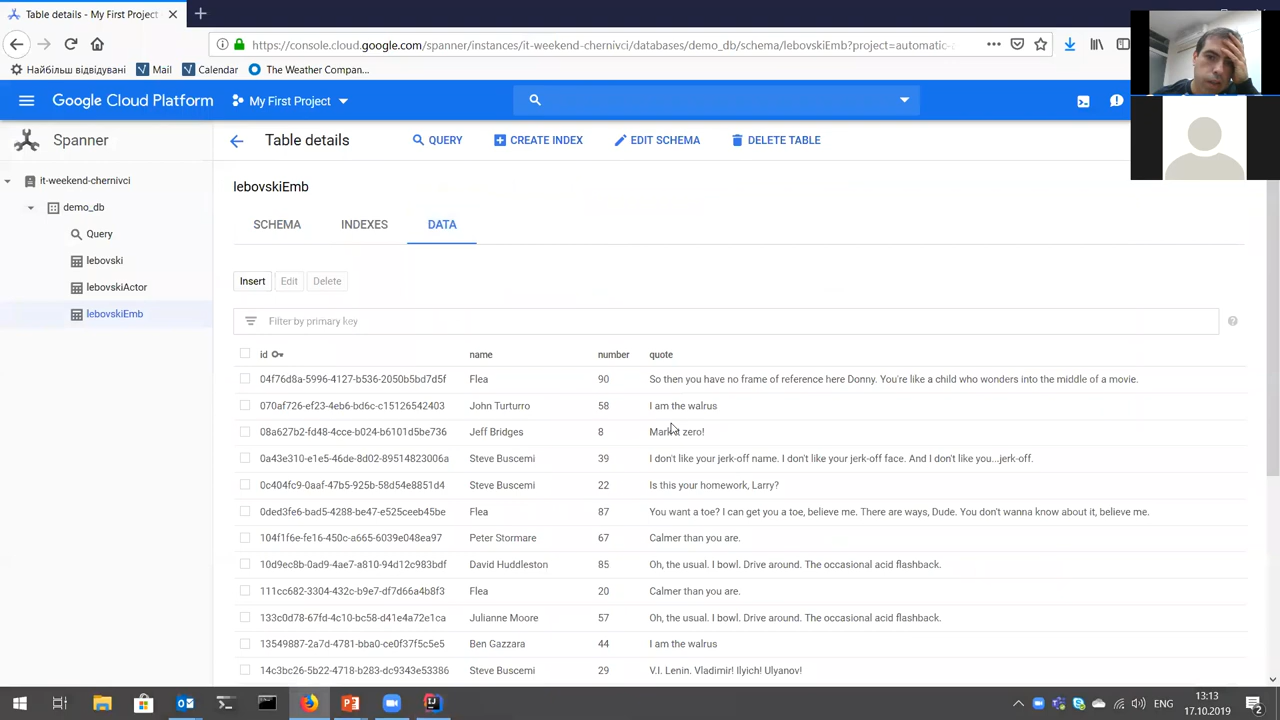 Table details - My First Project
https://console.cloud.google.com/spanner/instances/it-weekend-chernivci/databases/demo_db/schema/lebovskiEmb?project=automatic-
Найбільш відвідувані Mail Calendar The Weather Compan...
Google Cloud Platform My First Project
Spanner
Table details QUERY CREATE INDEX EDIT SCHEMA DELETE TABLE
it-weekend-chernivci
demo_db
Query
lebovski
lebovskiActor
lebovskiEmb
lebovskiEmb
SCHEMA INDEXES DATA
Insert Edit Delete
Filter by primary key
id name number quote
04f76d8a-5996-4127-b536-2050b5bd7d5f Flea 90 So then you have no frame of reference here Donny. You're like a child who wonders into the middle of a movie.
070af726-ef23-4eb6-bd6c-c15126542403 John Turturro 58 I am the walrus
08a627b2-fd48-4cce-b024-b6101d5be736 Jeff Bridges 8 Mark it zero!
0a43e310-e1e5-46de-8d02-89514823006a Steve Buscemi 39 I don't like your jerk-off name. I don't like your jerk-off face. And I don't like you...jerk-off.
0c404fc9-0aaf-47b5-925b-58d54e8851d4 Steve Buscemi 22 Is this your homework, Larry?
0ded3fe6-bad5-4288-be47-e525ceeb45be Flea 87 You want a toe? I can get you a toe, believe me. There are ways, Dude. You don't wanna know about it, believe me.
104f1f6e-fe16-450c-a665-6039e048ea97 Peter Stormare 67 Calmer than you are.
10d9ec8b-0ad9-4ae7-a810-94d12c983bdf David Huddleston 85 Oh, the usual. I bowl. Drive around. The occasional acid flashback.
111cc682-3304-432c-b9e7-df7d66a4b8f3 Flea 20 Calmer than you are.
133c0d78-67fd-4c10-bc58-d41e4a72e1ca Julianne Moore 57 Oh, the usual. I bowl. Drive around. The occasional acid flashback.
13549887-2a7d-4781-bba0-ce0f37f5c5e5 Ben Gazzara 44 I am the walrus
14c3bc26-5b22-4718-b283-dc9343e53386 Steve Buscemi 29 V.I. Lenin. Vladimir! Ilyich! Ulyanov!
ENG
13:13
17.10.2019
2